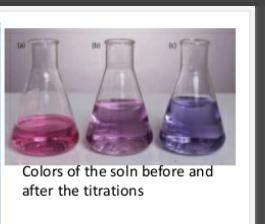 (a) (b) (c)
Colors of the soln before and
after the titrations